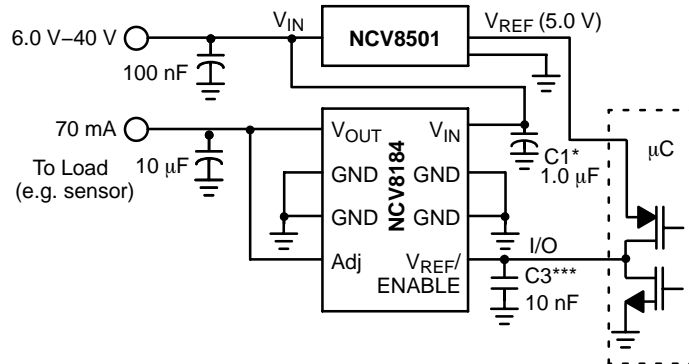 6.0 V–40 V
V_IN
NCV8501
V_REF (5.0 V)
100 nF
70 mA
To Load
(e.g. sensor)
10 μF
V_OUT
V_IN
GND
GND
GND
GND
NCV8184
Adj
V_REF/
ENABLE
C1*
1.0 μF
μC
I/O
C3***
10 nF